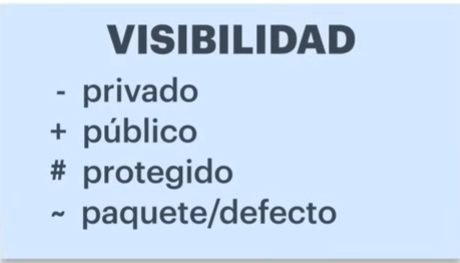 VISIBILIDAD
- privado
+ público
# protegido
~ paquete/defecto